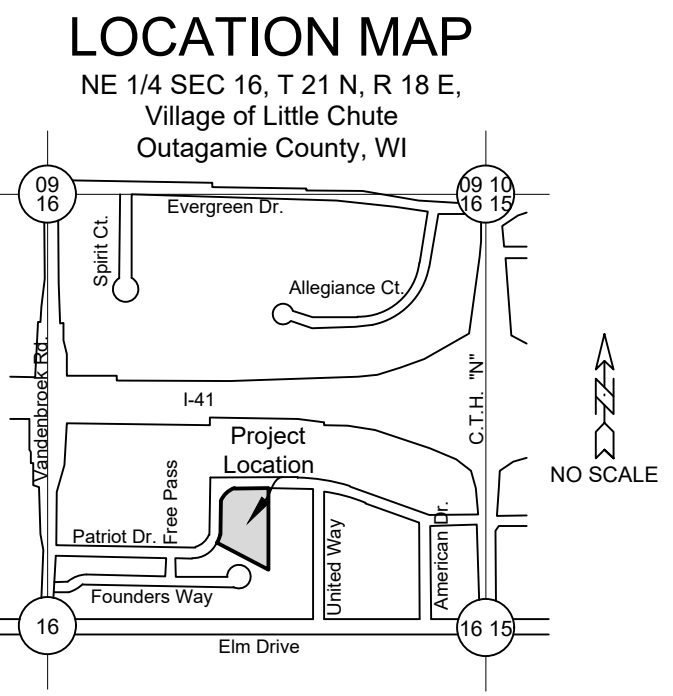 LOCATION MAP
NE 1/4 SEC 16, T 21 N, R 18 E,
Village of Little Chute
Outagamie County, WI
09
16
09 10
16 15
Evergreen Dr.
Spirit Ct.
Allegiance Ct.
Vandenbroek Rd.
I-41
C.T.H. "N"
N
NO SCALE
Project
Location
Free Pass
Patriot Dr.
United Way
American Dr.
Founders Way
16
16 15
Elm Drive